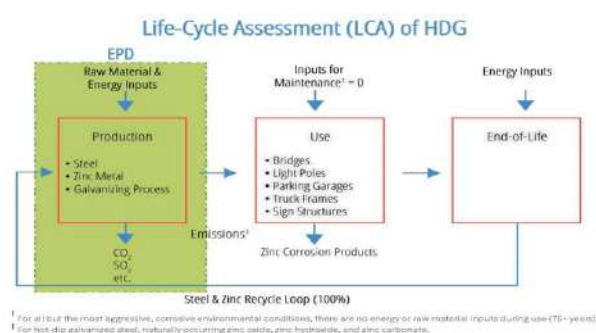 Life-Cycle Assessment (LCA) of HDG
EPD
Raw Material &
Energy Inputs
Inputs for
Maintenance¹ = 0
Energy Inputs
Production
• Steel
• Zinc Metal
• Galvanizing Process
Use
• Bridges
• Light Poles
• Parking Garages
• Truck Frames
• Sign Structures
End-of-Life
Emissions²
CO₂
SO₂
etc.
Zinc Corrosion Products
Steel & Zinc Recycle Loop (100%)
For all but the most aggressive, corrosive environmental conditions, there are no energy or raw material inputs during use (75+ years)
For hot-dip galvanized steel, naturally occurring zinc oxide, zinc hydroxide, and zinc carbonate.